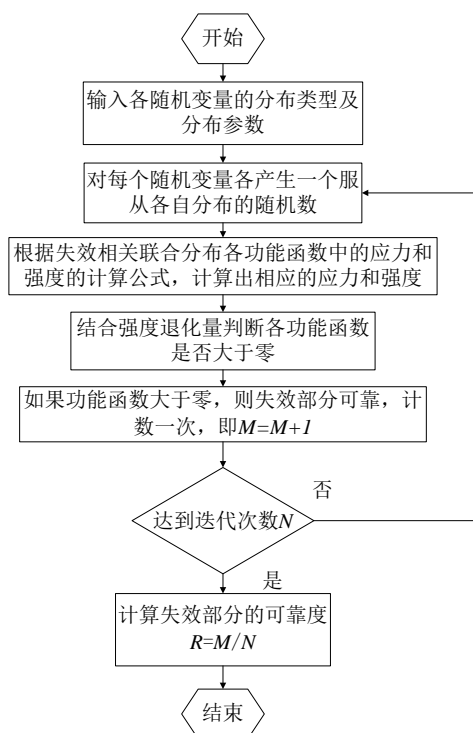 开始
输入各随机变量的分布类型及
分布参数
对每个随机变量各产生一个服
从各自分布的随机数
根据失效相关联合分布各功能函数中的应力和
强度的计算公式，计算出相应的应力和强度
结合强度退化量判断各功能函数
是否大于零
如果功能函数大于零，则失效部分可靠，计
数一次，即M=M+1
否
达到迭代次数N
是
计算失效部分的可靠度
R=M/N
结束